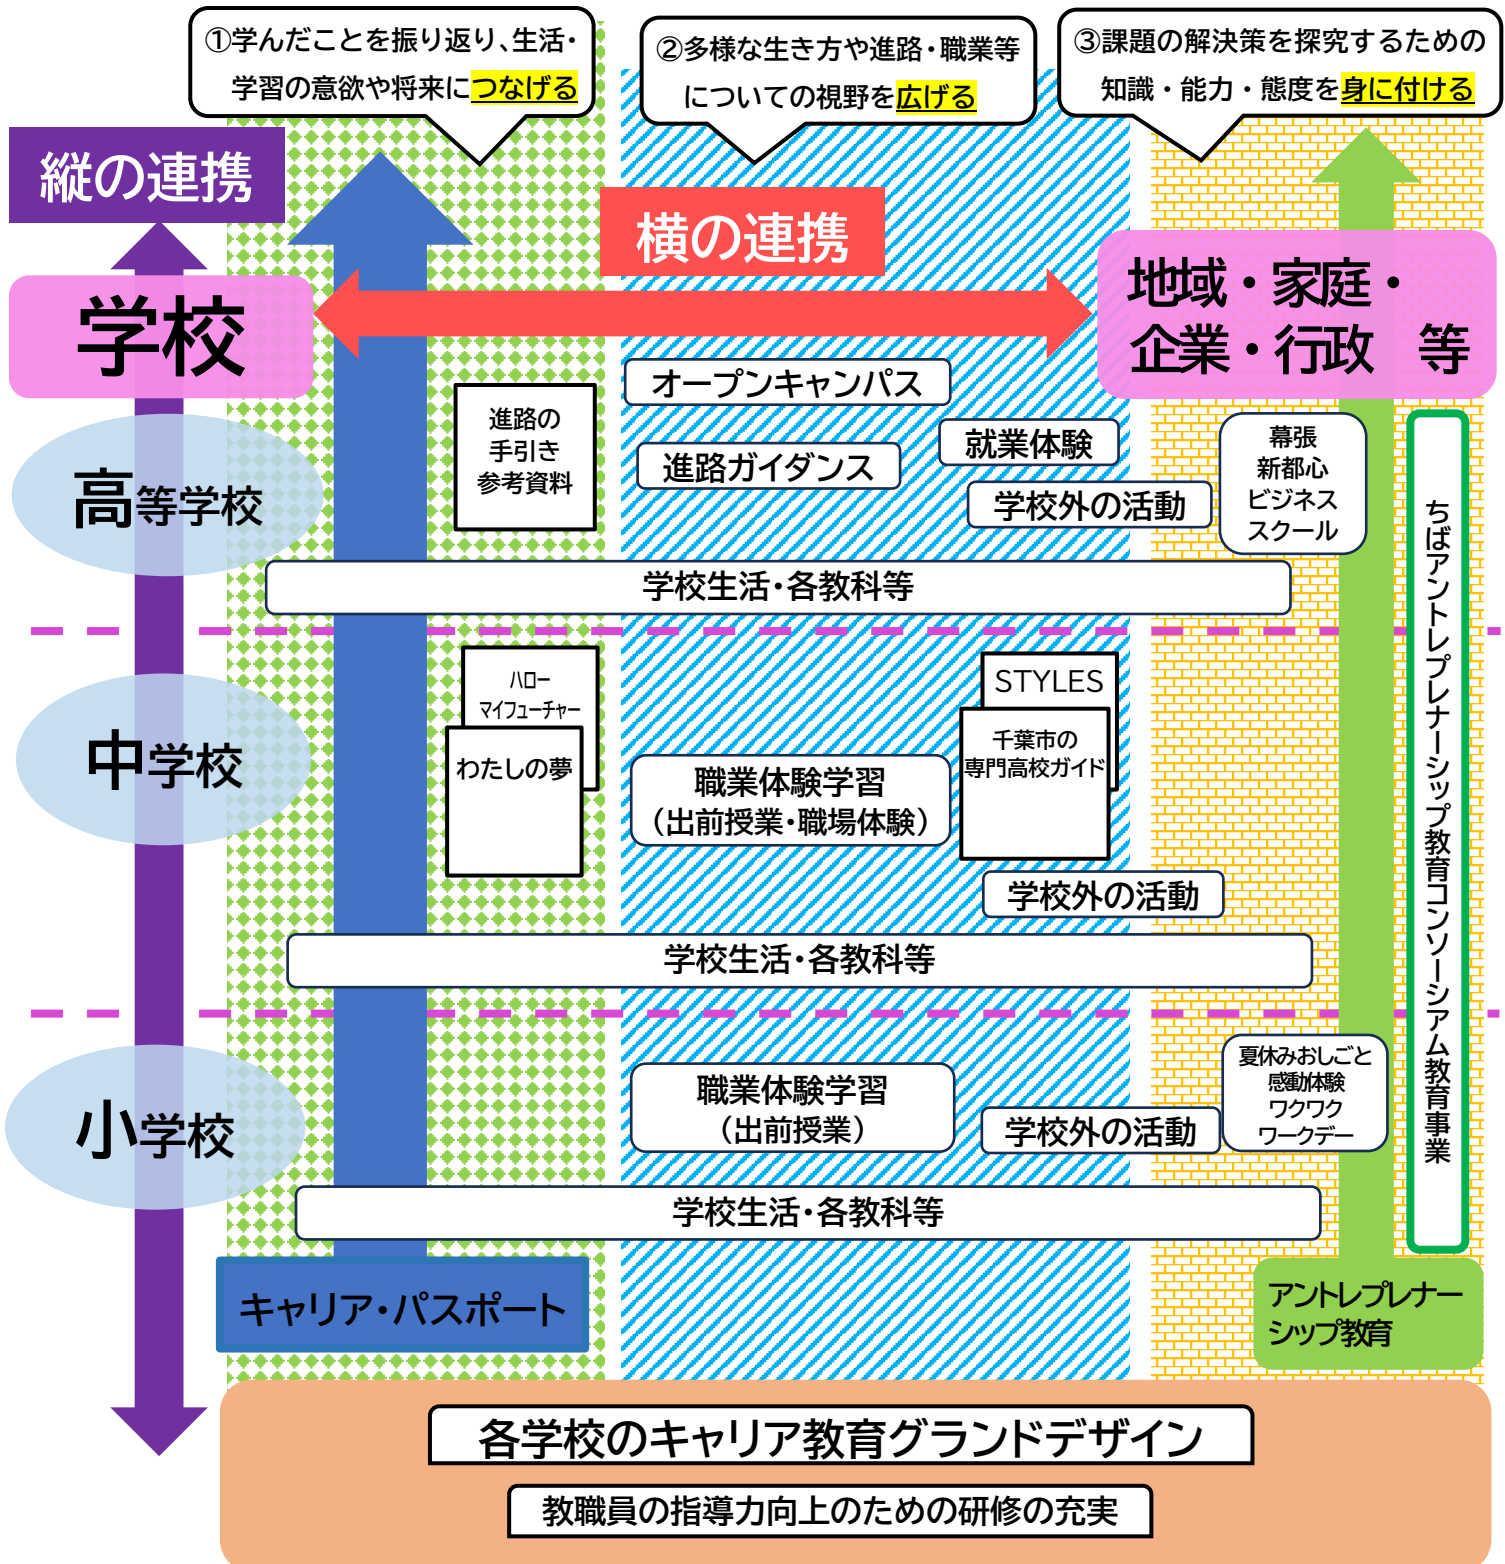 ①学んだことを振り返り、生活・
学習の意欲や将来につなげる
②多様な生き方や進路・職業等
についての視野を広げる
③課題の解決策を探究するための
知識・能力・態度を身に付ける
縦の連携
横の連携
学校
地域・家庭・
企業・行政 等
オープンキャンパス
進路の
手引き
参考資料
進路ガイダンス
就業体験
学校外の活動
幕張
新都心
ビジネス
スクール
高等学校
学校生活・各教科等
ちばアントレプレナーシップ教育コンソーシアム教育事業
ハロー
マイフューチャー
わたしの夢
STYLES
千葉市の
専門高校ガイド
中学校
職業体験学習
（出前授業・職場体験）
学校外の活動
学校生活・各教科等
小学校
職業体験学習
（出前授業）
学校外の活動
夏休みおしごと
感動体験
ワクワク
ワークデー
学校生活・各教科等
キャリア・パスポート
アントレプレナー
シップ教育
各学校のキャリア教育グランドデザイン
教職員の指導力向上のための研修の充実